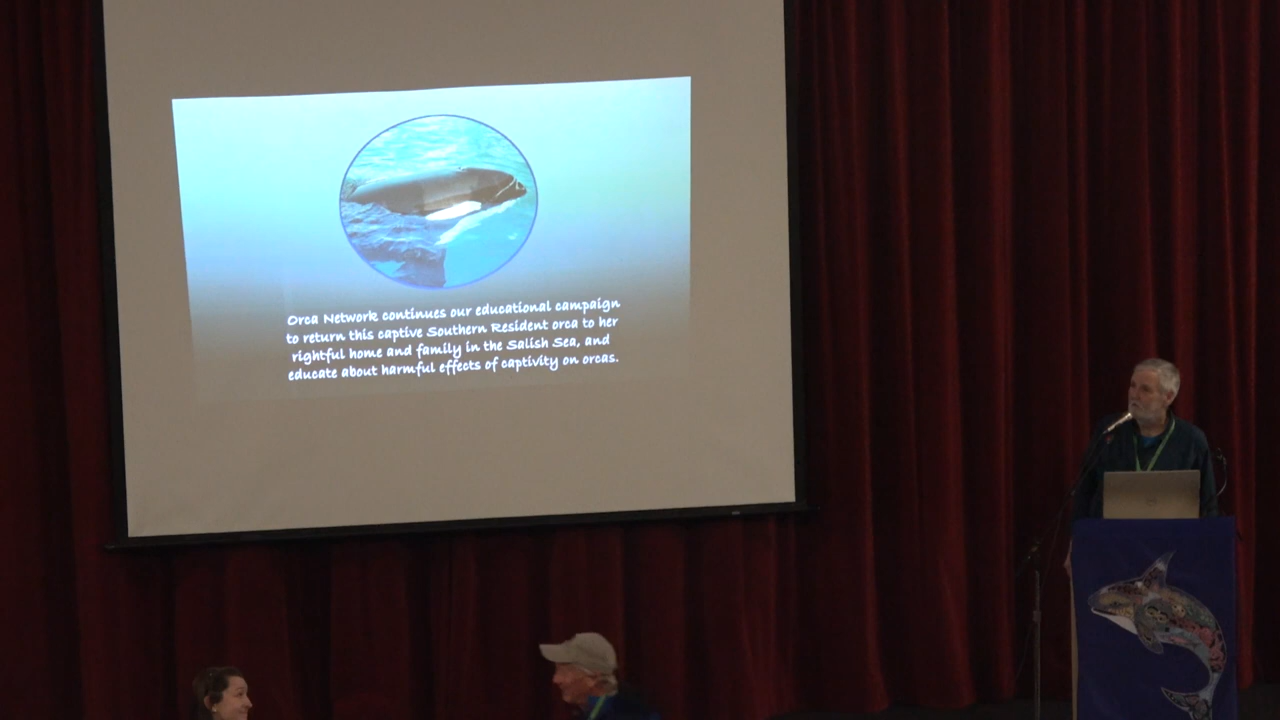 Orca Network continues our educational campaign
to return this captive Southern Resident orca to her
rightful home and family in the Salish Sea, and
educate about harmful effects of captivity on orcas.